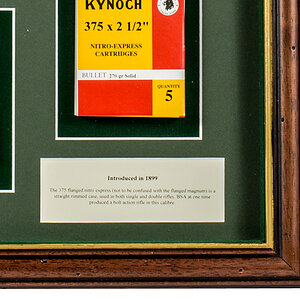 KYNOCH
375 x 2 1/2"
NITRO-EXPRESS
CARTRIDGES
BULLET 270 gr Solid
QUANTITY
5
Introduced in 1899
The 375 flanged nitro express (not to be confused with the flanged magnum) is a
straight rimmed case, used in both single and double rifles. BSA at one time
produced a bolt action rifle in this calibre.